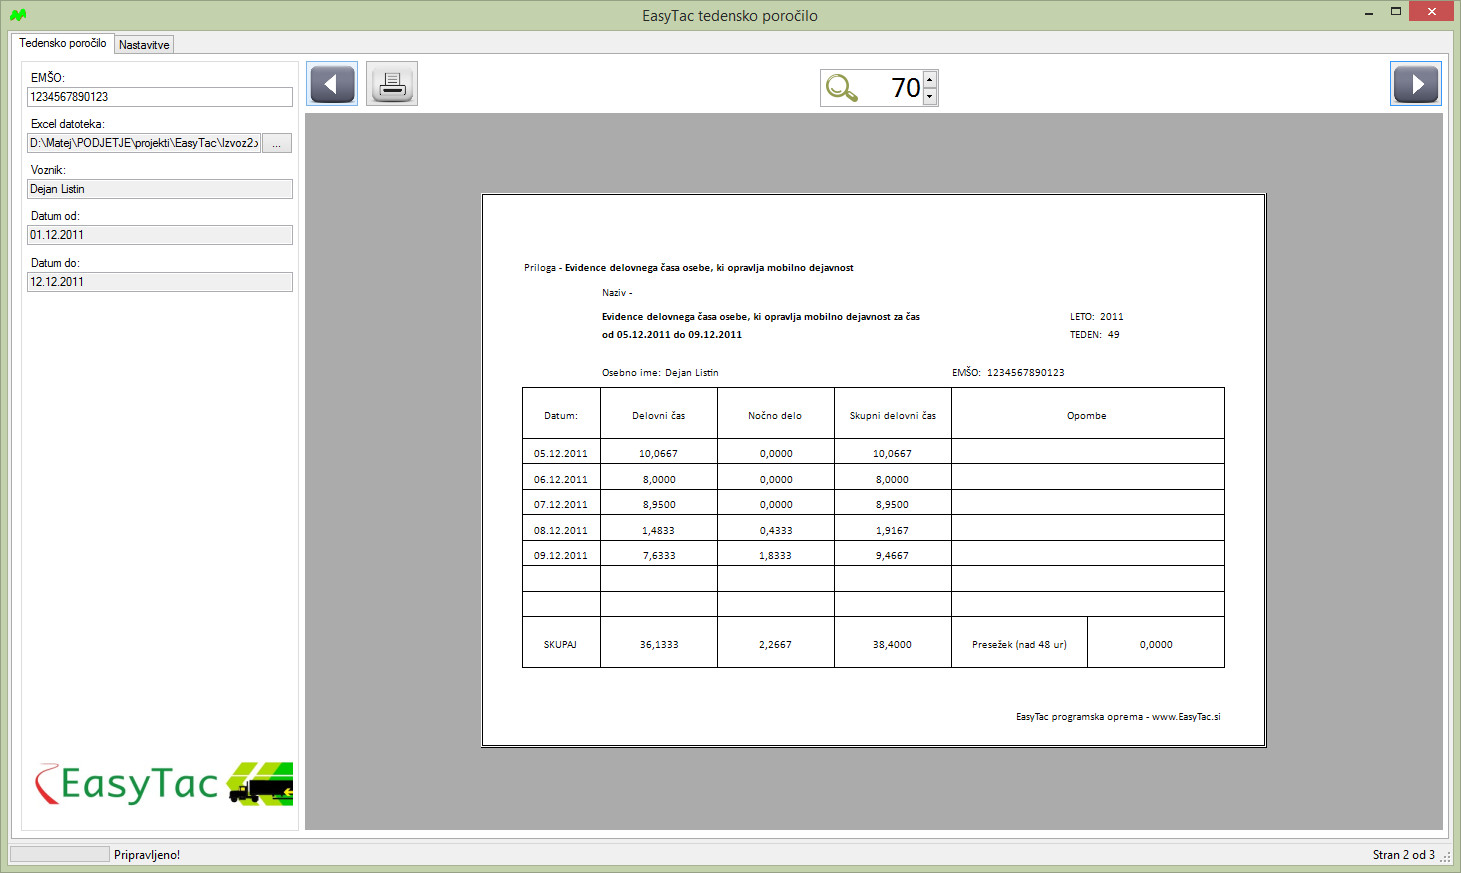 EasyTac tedensko poročilo
Tedensko poročilo Nastavitve
EMŠO:
1234567890123
Excel datoteka:
D:\Matej\PODJETJE\projekti\EasyTac\Izvoz2.x ...
Voznik:
Dejan Listin
Datum od:
01.12.2011
Datum do:
12.12.2011
70
Priloga - Evidence delovnega časa osebe, ki opravlja mobilno dejavnost
Naziv -
Evidence delovnega časa osebe, ki opravlja mobilno dejavnost za čas LETO: 2011
od 05.12.2011 do 09.12.2011 TEDEN: 49
Osebno ime: Dejan Listin EMŠO: 1234567890123
Datum: Delovni čas Nočno delo Skupni delovni čas Opombe
05.12.2011 10,0667 0,0000 10,0667
06.12.2011 8,0000 0,0000 8,0000
07.12.2011 8,9500 0,0000 8,9500
08.12.2011 1,4833 0,4333 1,9167
09.12.2011 7,6333 1,8333 9,4667
SKUPAJ 36,1333 2,2667 38,4000 Presežek (nad 48 ur) 0,0000
EasyTac programska oprema - www.EasyTac.si
EasyTac
Pripravljeno! Stran 2 od 3